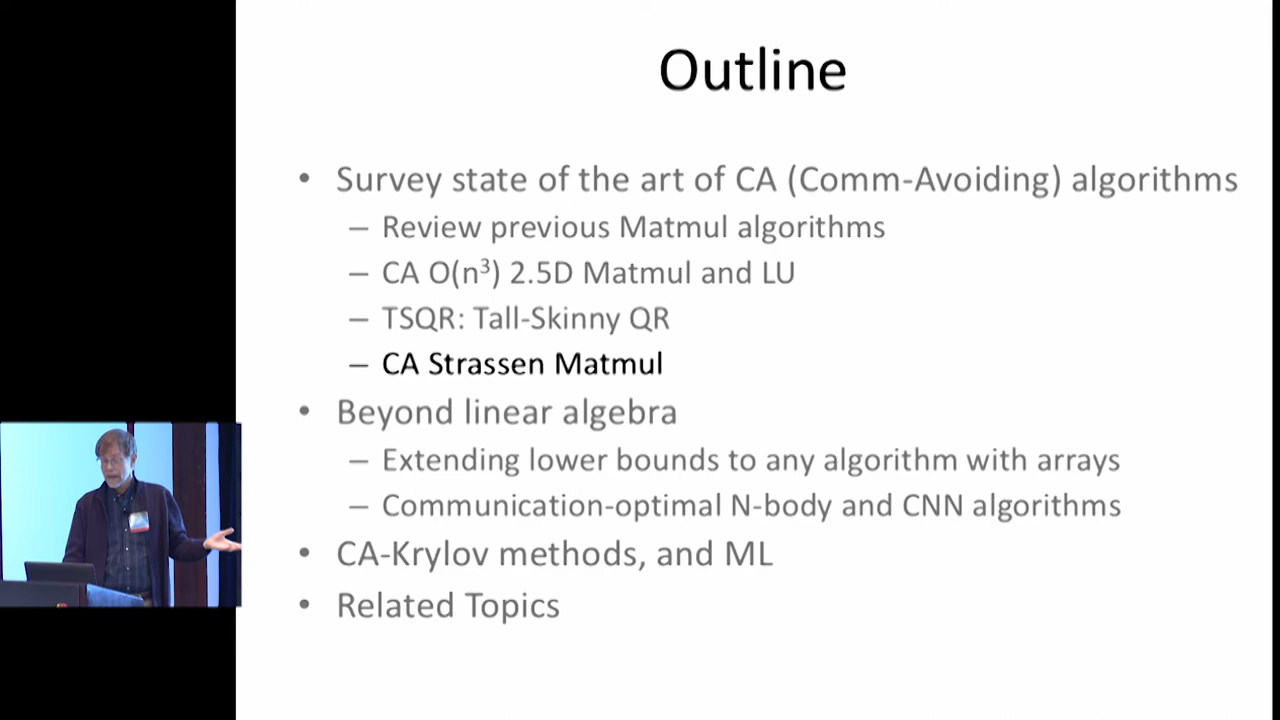 Outline
• Survey state of the art of CA (Comm-Avoiding) algorithms
– Review previous Matmul algorithms
– CA O(n³) 2.5D Matmul and LU
– TSQR: Tall-Skinny QR
– CA Strassen Matmul
• Beyond linear algebra
– Extending lower bounds to any algorithm with arrays
– Communication-optimal N-body and CNN algorithms
• CA-Krylov methods, and ML
• Related Topics